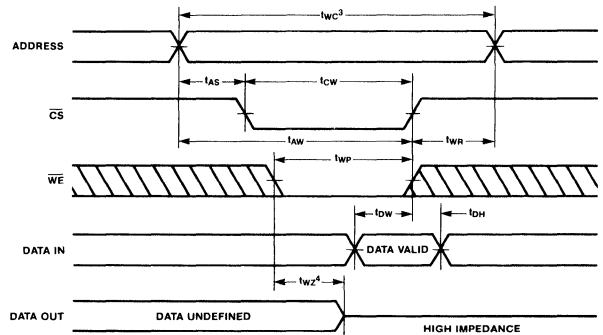 tWC3
ADDRESS
tAS
tCW
CS
tAW
tWR
tWP
WE
tDW
tDH
DATA IN
DATA VALID
tWZ4
DATA OUT
DATA UNDEFINED
HIGH IMPEDANCE